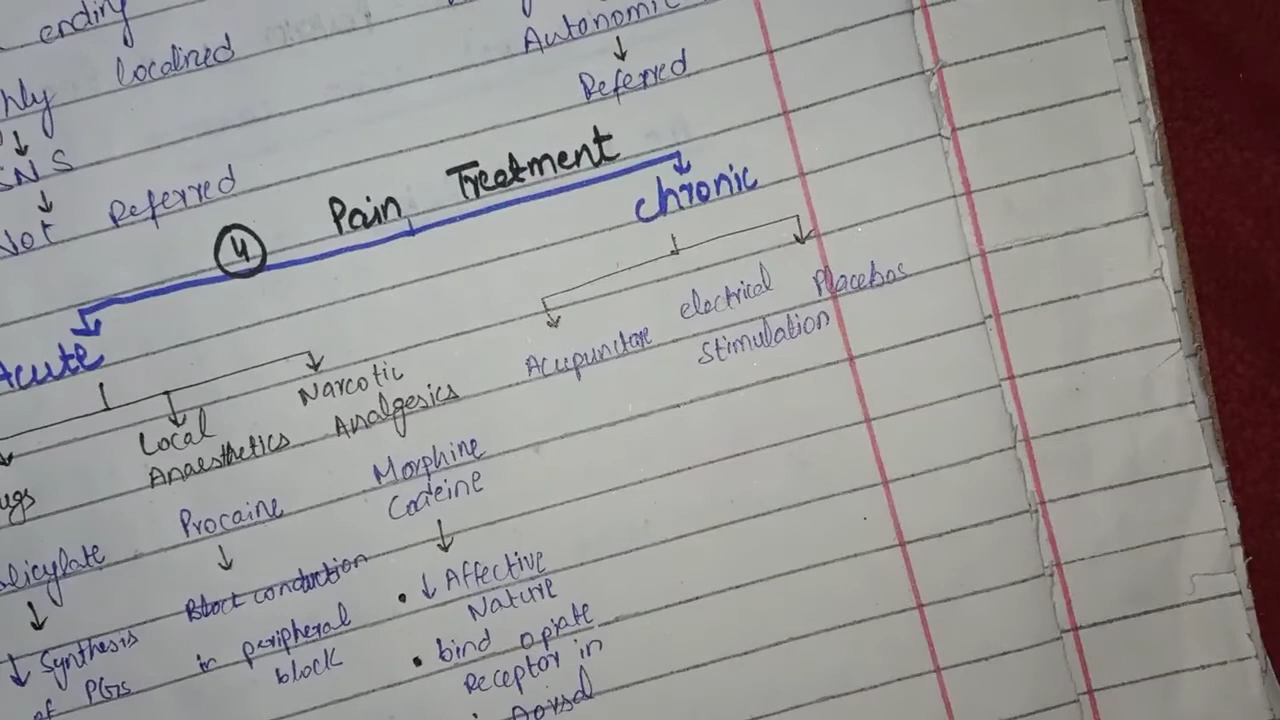 ending
localized
Autonomic
Referred
SNS
Not Referred
④ Pain Treatment
Acute
chronic
Acupuncture
electrical
Stimulation
Placebos
Local
Anaesthetics
Narcotic
Analgesics
Procaine
Morphine
Codeine
Block conduction
in peripheral
block
• ↓ Affective
Nature
• bind opiate
receptor in
↓ Synthesis
of PGs